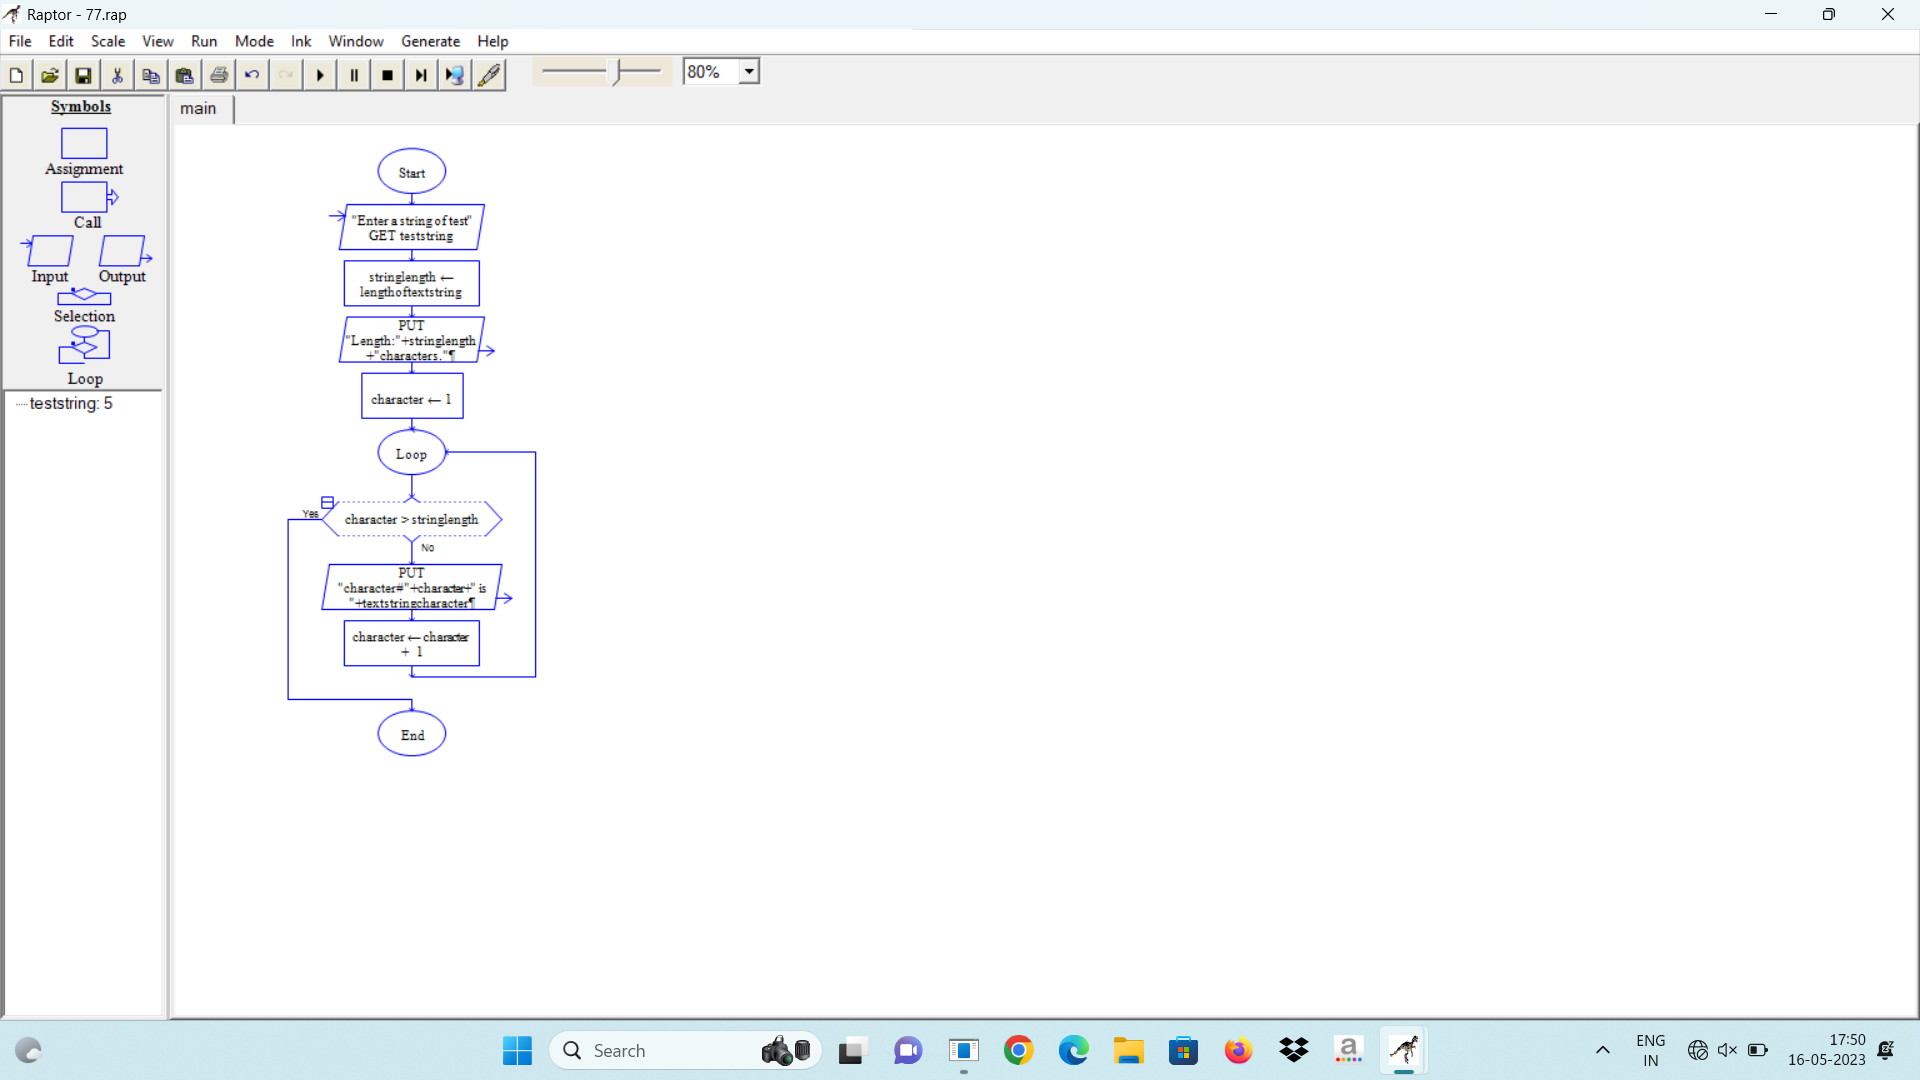 Raptor - 77.rap
File Edit Scale View Run Mode Ink Window Generate Help
80%
Symbols
Assignment
Call
Input Output
Selection
Loop
teststring: 5
main
Start
"Enter a string of test"
GET teststring
stringlength ←
lengthoftextstring
PUT
"Length:"+stringlength
+"characters."¶
character ← 1
Loop
Yes
character > stringlength
No
PUT
"character#"+character+" is
"+textstringcharacter¶
character ← character
+ 1
End
Search
a
ENG
IN
17:50
16-05-2023